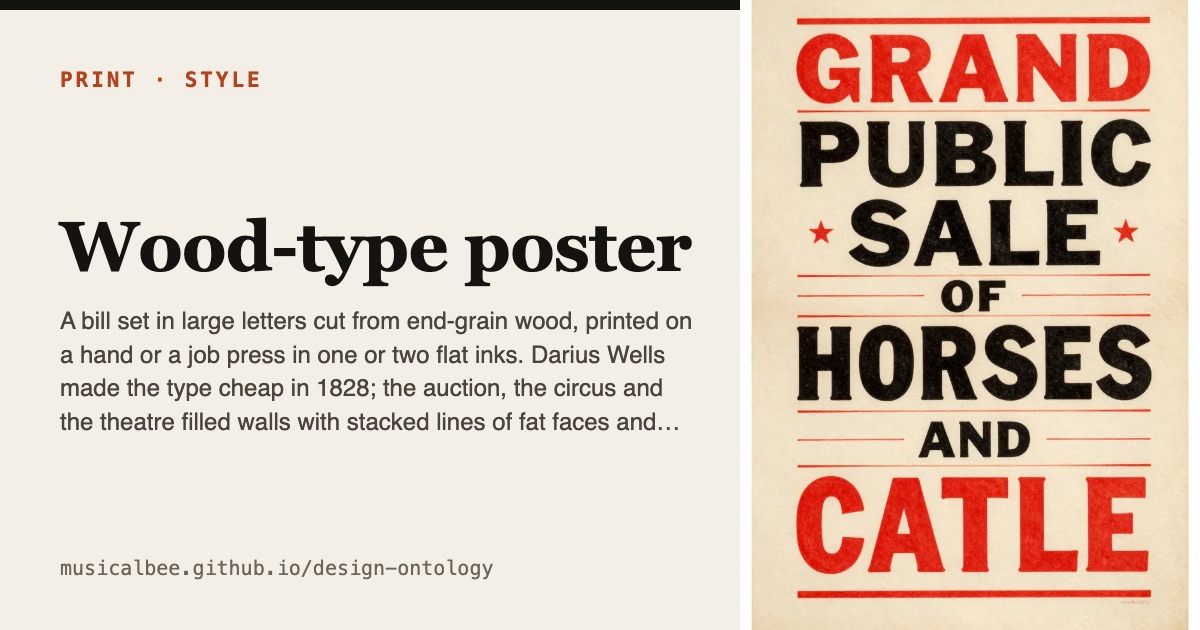 PRINT · STYLE
Wood-type poster
A bill set in large letters cut from end-grain wood, printed on
a hand or a job press in one or two flat inks. Darius Wells
made the type cheap in 1828; the auction, the circus and
the theatre filled walls with stacked lines of fat faces and…
musicalbee.github.io/design-ontology
GRAND
PUBLIC
SALE
OF
HORSES
AND
CATLE